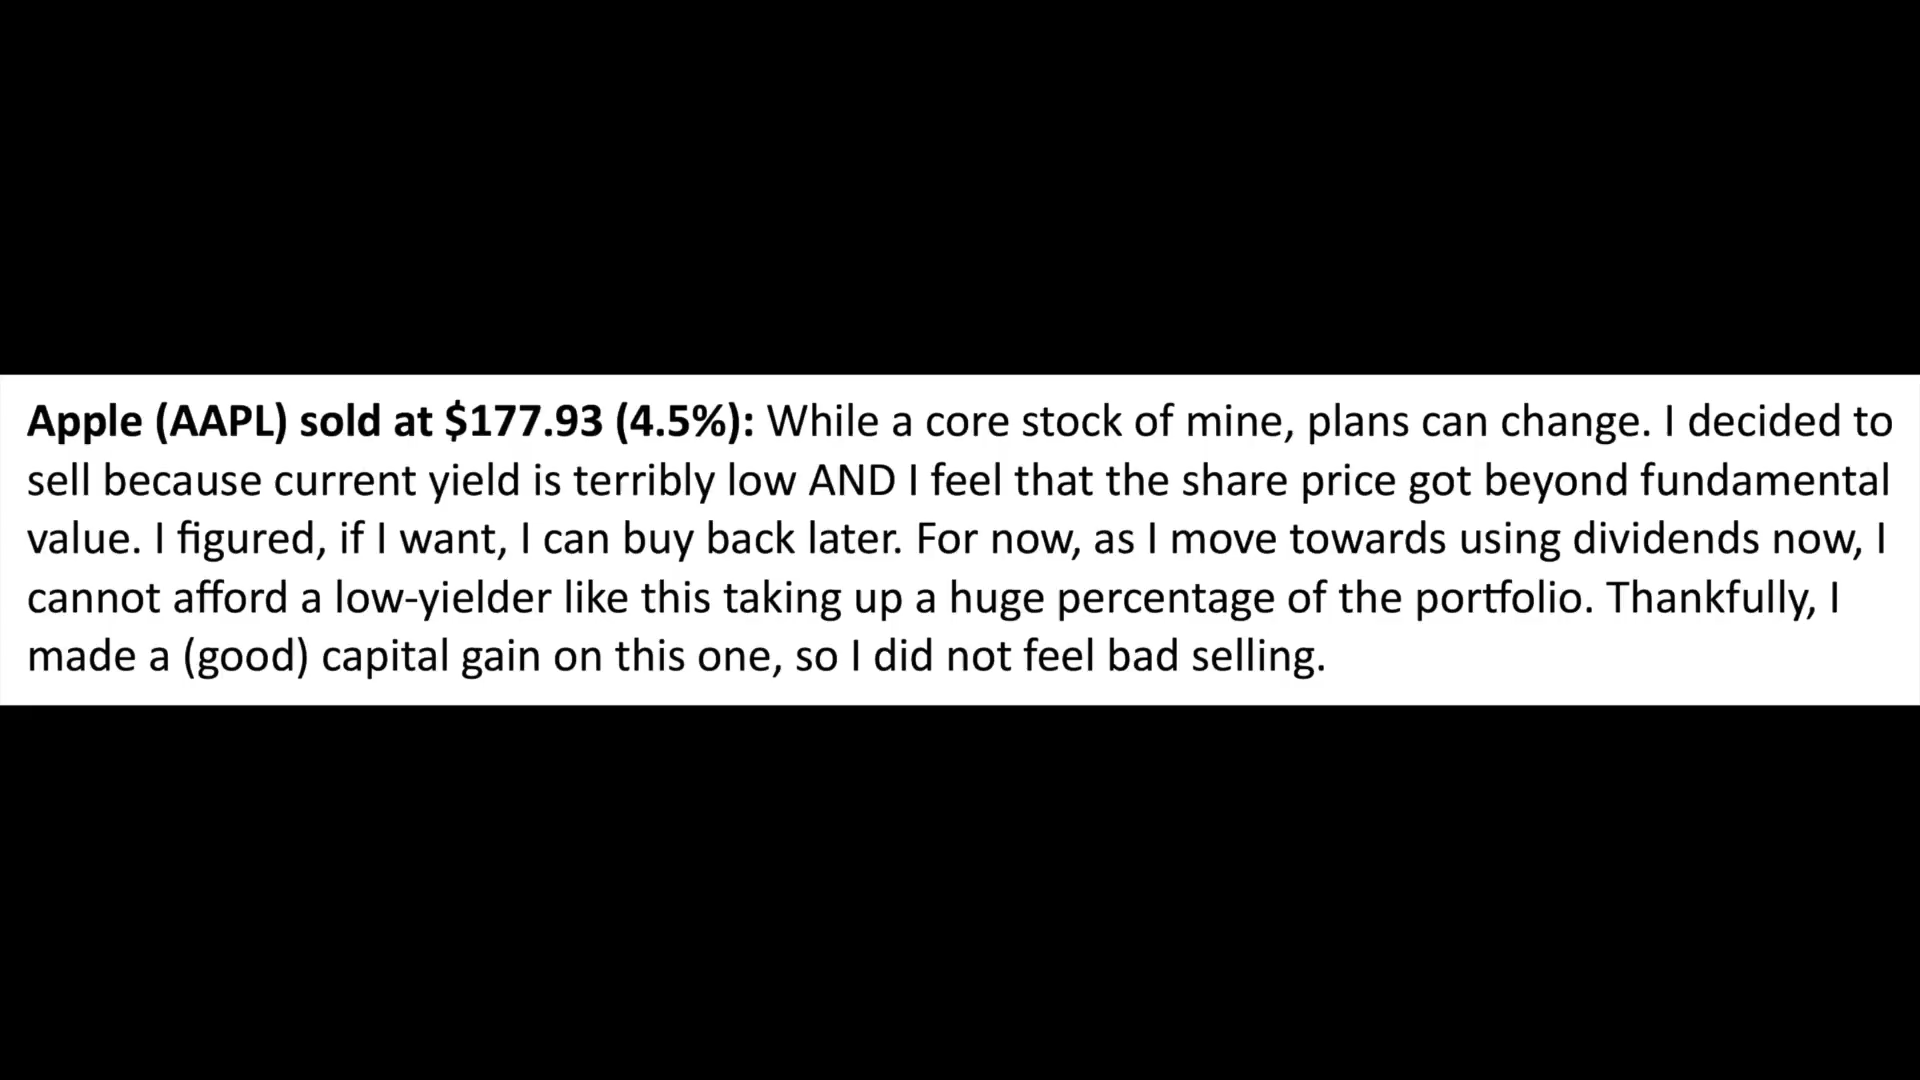 Apple (AAPL) sold at $177.93 (4.5%): While a core stock of mine, plans can change. I decided to
sell because current yield is terribly low AND I feel that the share price got beyond fundamental
value. I figured, if I want, I can buy back later. For now, as I move towards using dividends now, I
cannot afford a low-yielder like this taking up a huge percentage of the portfolio. Thankfully, I
made a (good) capital gain on this one, so I did not feel bad selling.